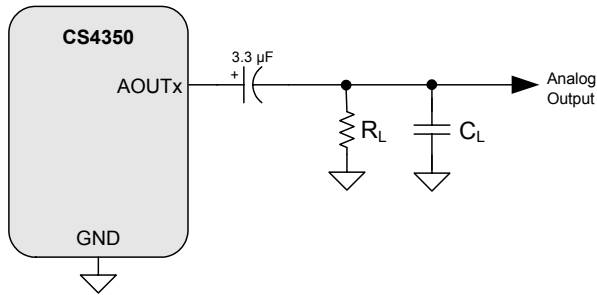 CS4350
3.3 µF
+
AOUTx
Analog
Output
RL
CL
GND